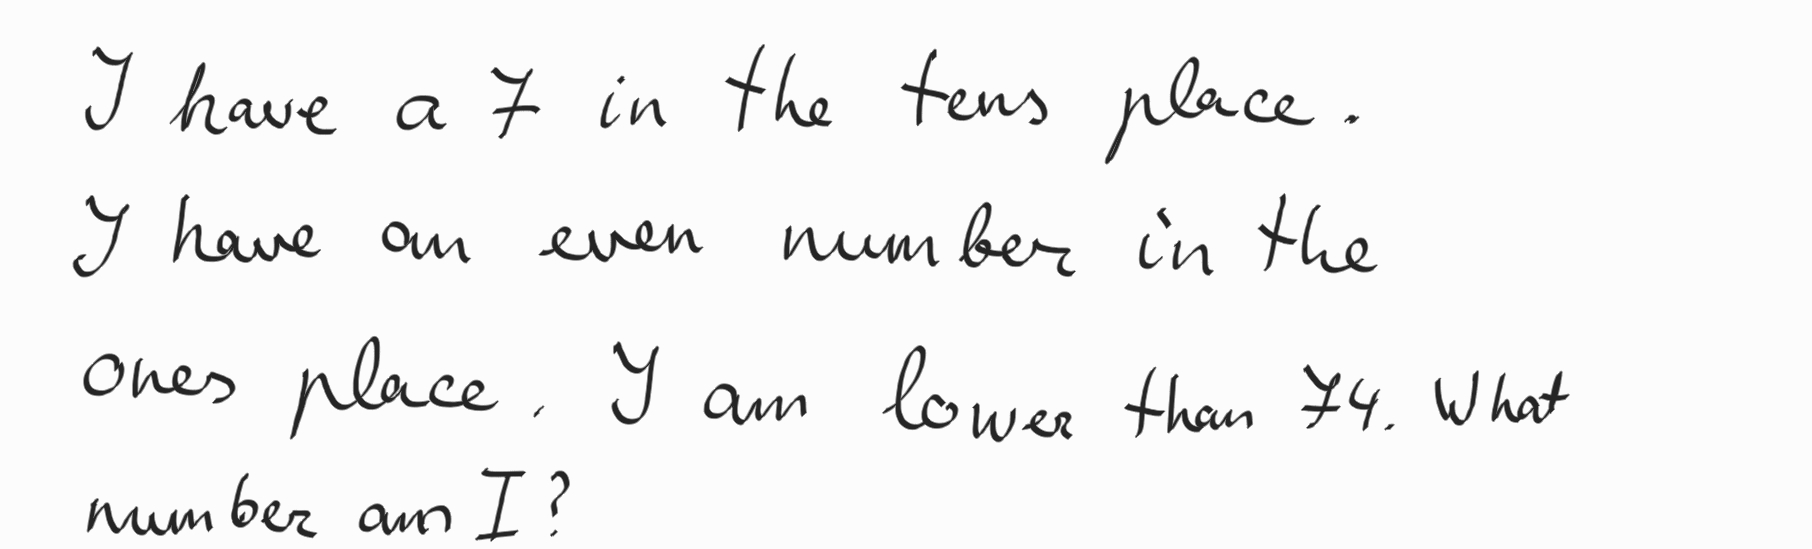 I have a 7 in the tens place.
I have an even number in the
ones place. I am lower than 74. What
number am I?